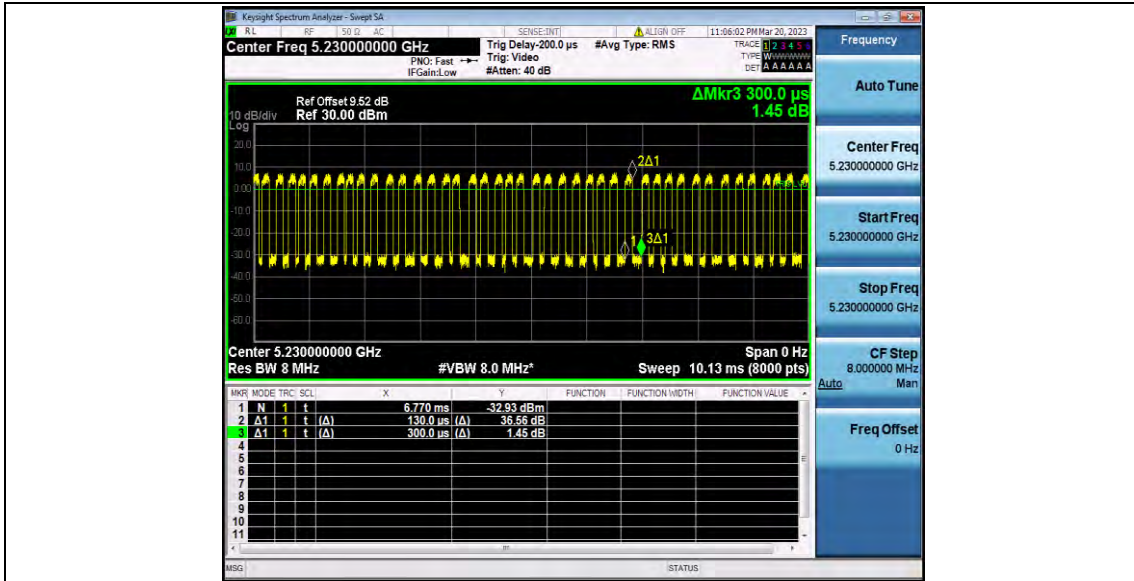 Keysight Spectrum Analyzer - Swept SA
RL RF 50 Ω AC SENSE:INT ALIGN OFF 11:06:02 PM Mar 20, 2023
Center Freq 5.230000000 GHz
PNO: Fast
IFGain:Low
Trig Delay-200.0 µs
Trig: Video
#Atten: 40 dB
#Avg Type: RMS
TRACE 1 2 3 4 5 6
TYPE W
DET A A A A A A
Ref Offset 9.52 dB
10 dB/div Ref 30.00 dBm
Log
ΔMkr3 300.0 µs
1.45 dB
20.0
10.0
0.00
-10.0
-20.0
-30.0
-40.0
-50.0
-60.0
2Δ1
1
3Δ1
Center 5.230000000 GHz Span 0 Hz
Res BW 8 MHz #VBW 8.0 MHz* Sweep 10.13 ms (8000 pts)
MKR MODE TRC SCL X Y FUNCTION FUNCTION WIDTH FUNCTION VALUE
1 N 1 t 6.770 ms -32.93 dBm
2 Δ1 1 t (Δ) 130.0 µs (Δ) 36.56 dB
3 Δ1 1 t (Δ) 300.0 µs (Δ) 1.45 dB
4
5
6
7
8
9
10
11
MSG STATUS
Frequency
Auto Tune
Center Freq
5.230000000 GHz
Start Freq
5.230000000 GHz
Stop Freq
5.230000000 GHz
CF Step
8.000000 MHz
Auto Man
Freq Offset
0 Hz